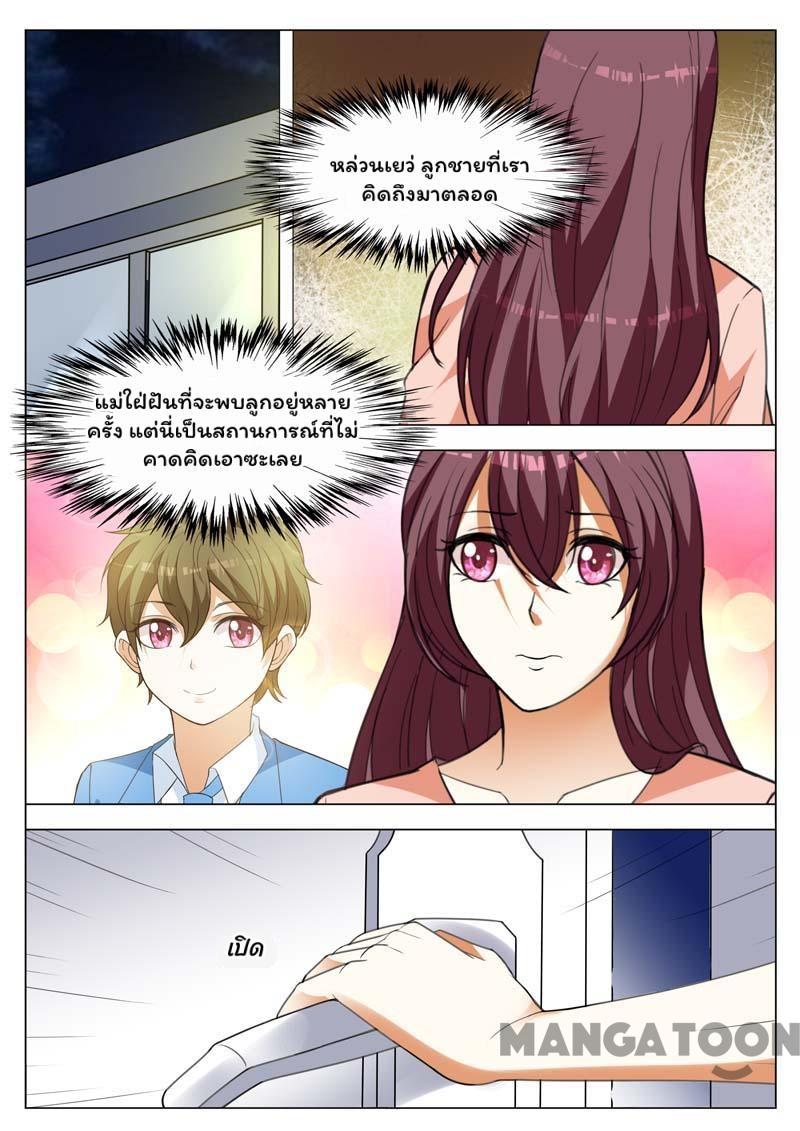 หล่วนเยว่ ลูกชายที่เรา
คิดถึงมาตลอด
แม่ใฝ่ฝันที่จะพบลูกอยู่หลาย
ครั้ง แต่นี่เป็นสถานการณ์ที่ไม่
คาดคิดเอาซะเลย
เปิด
MANGATOON